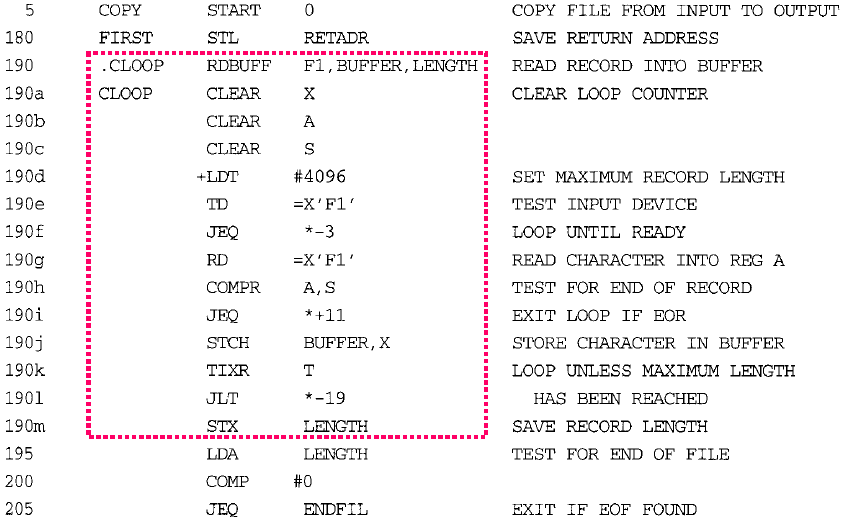 5 COPY START 0 COPY FILE FROM INPUT TO OUTPUT
180 FIRST STL RETADR SAVE RETURN ADDRESS
190 .CLOOP RDBUFF F1,BUFFER,LENGTH READ RECORD INTO BUFFER
190a CLOOP CLEAR X CLEAR LOOP COUNTER
190b CLEAR A
190c CLEAR S
190d +LDT #4096 SET MAXIMUM RECORD LENGTH
190e TD =X'F1' TEST INPUT DEVICE
190f JEQ *-3 LOOP UNTIL READY
190g RD =X'F1' READ CHARACTER INTO REG A
190h COMPR A,S TEST FOR END OF RECORD
190i JEQ *+11 EXIT LOOP IF EOR
190j STCH BUFFER,X STORE CHARACTER IN BUFFER
190k TIXR T LOOP UNLESS MAXIMUM LENGTH
190l JLT *-19 HAS BEEN REACHED
190m STX LENGTH SAVE RECORD LENGTH
195 LDA LENGTH TEST FOR END OF FILE
200 COMP #0
205 JEQ ENDFIL EXIT IF EOF FOUND